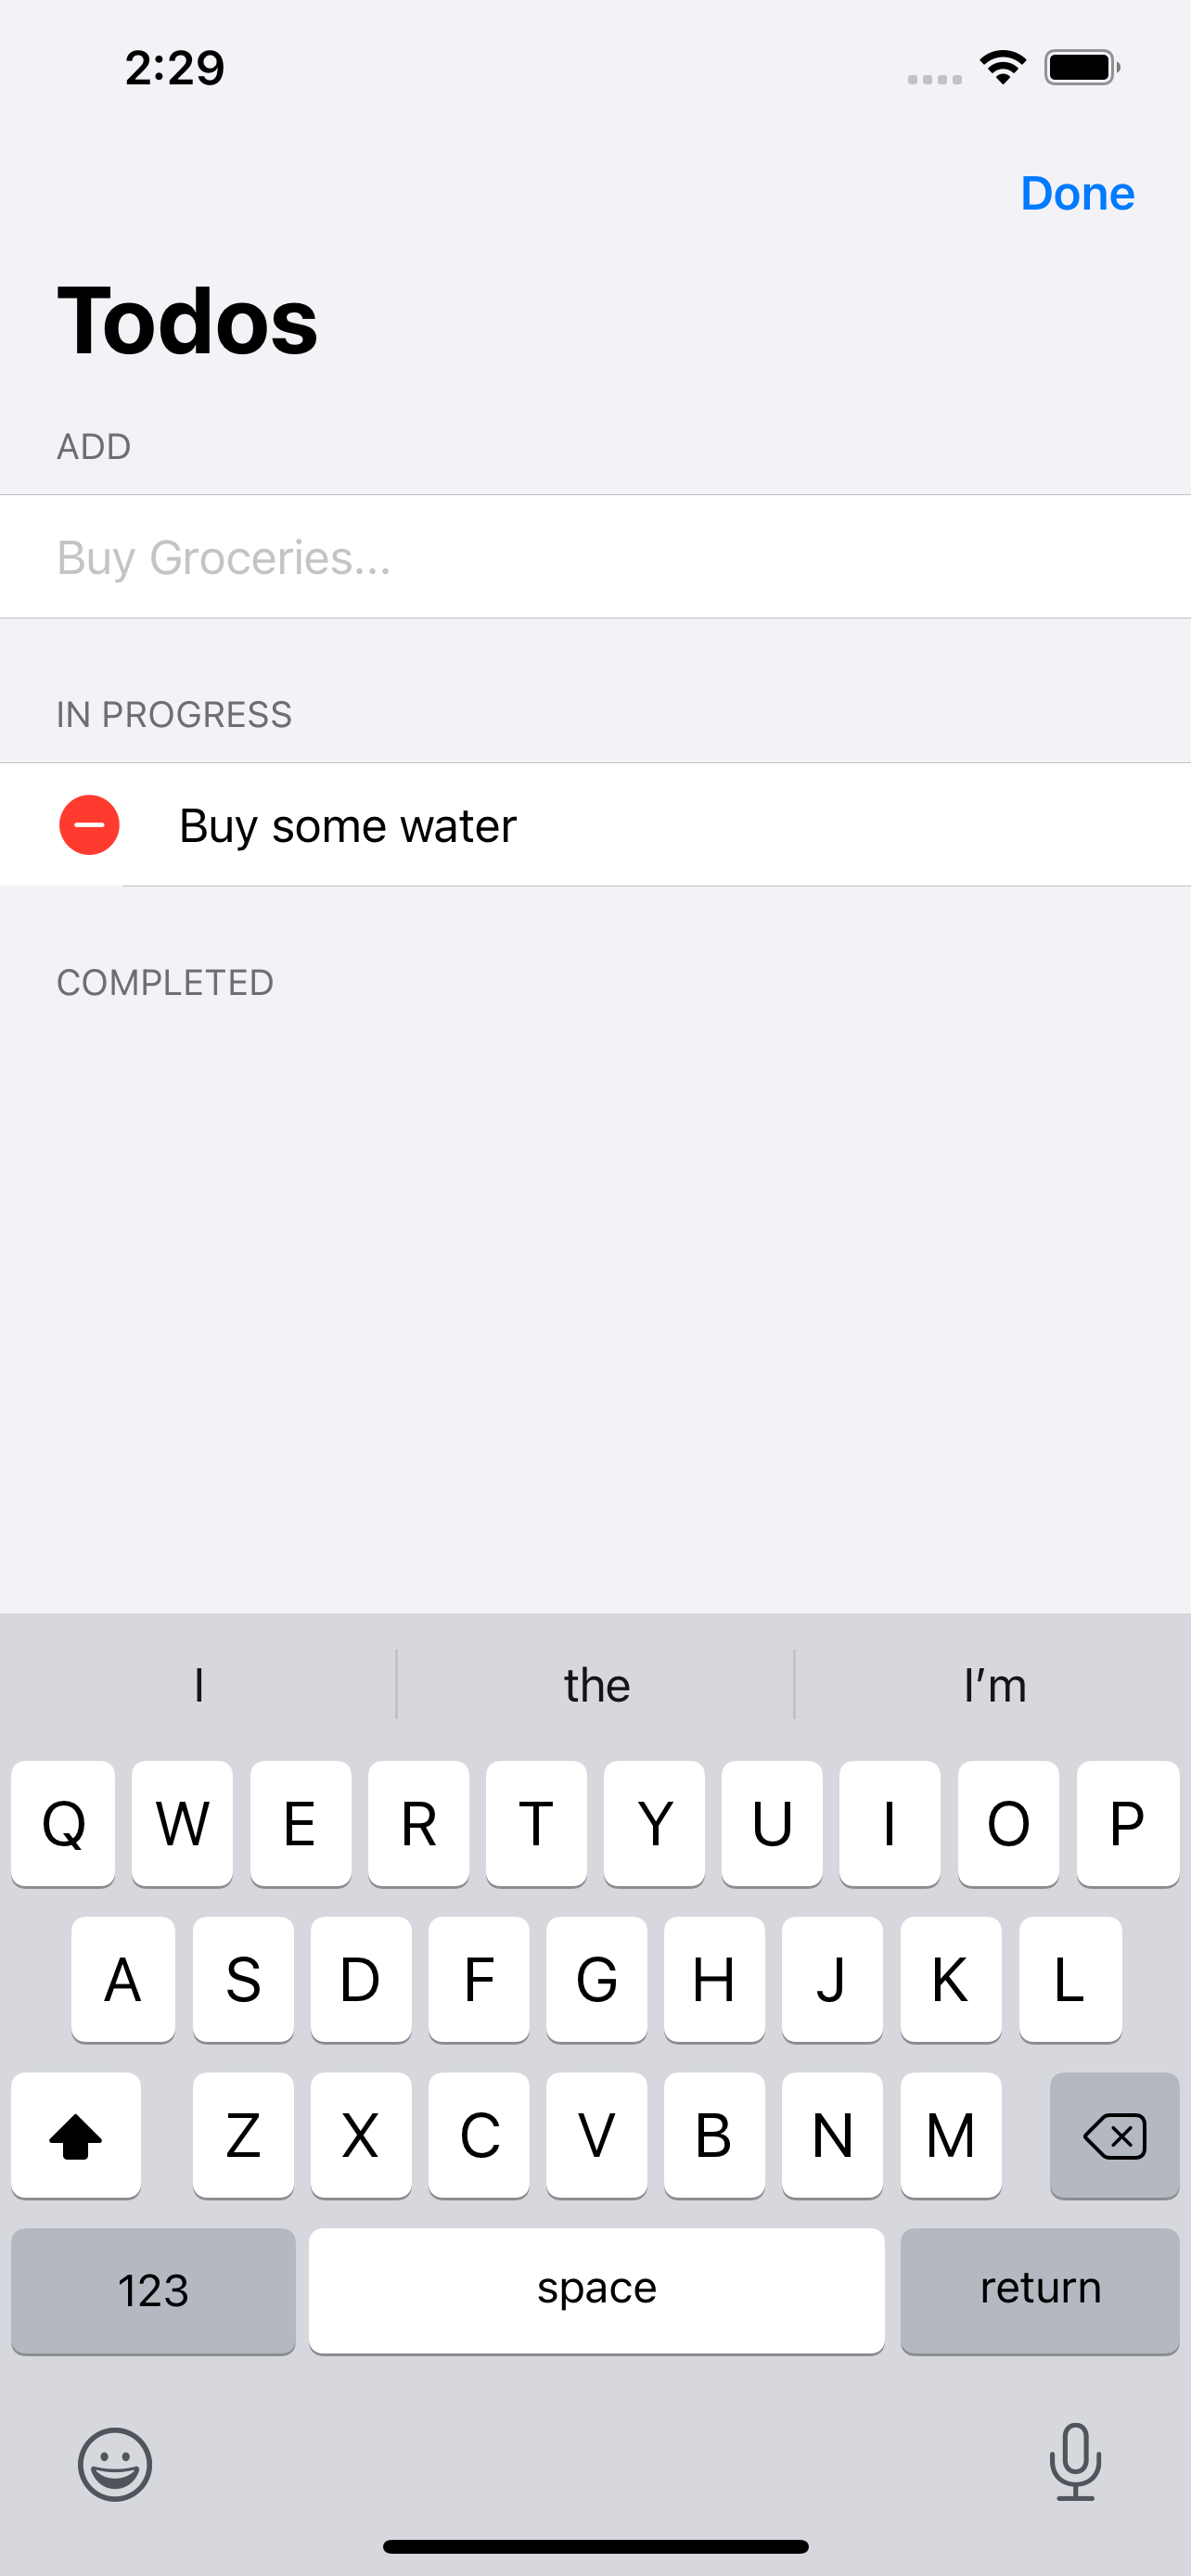 2:29
Done
Todos
ADD
Buy Groceries...
IN PROGRESS
Buy some water
COMPLETED
I the I’m
Q W E R T Y U I O P
A S D F G H J K L
Z X C V B N M
123 space return